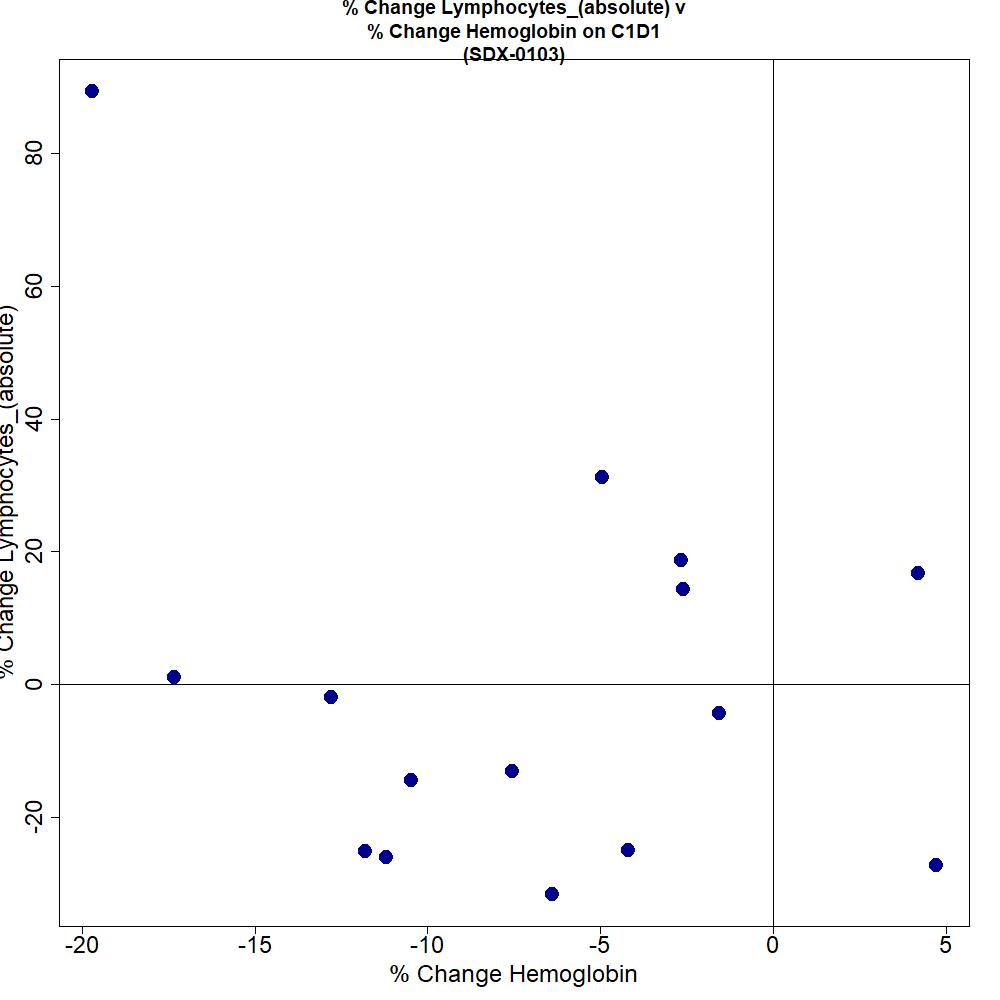 % Change Lymphocytes_(absolute) v
% Change Hemoglobin on C1D1
(SDX-0103)
% Change Lymphocytes_(absolute)
80
60
40
20
0
-20
-20
-15
-10
-5
0
5
% Change Hemoglobin